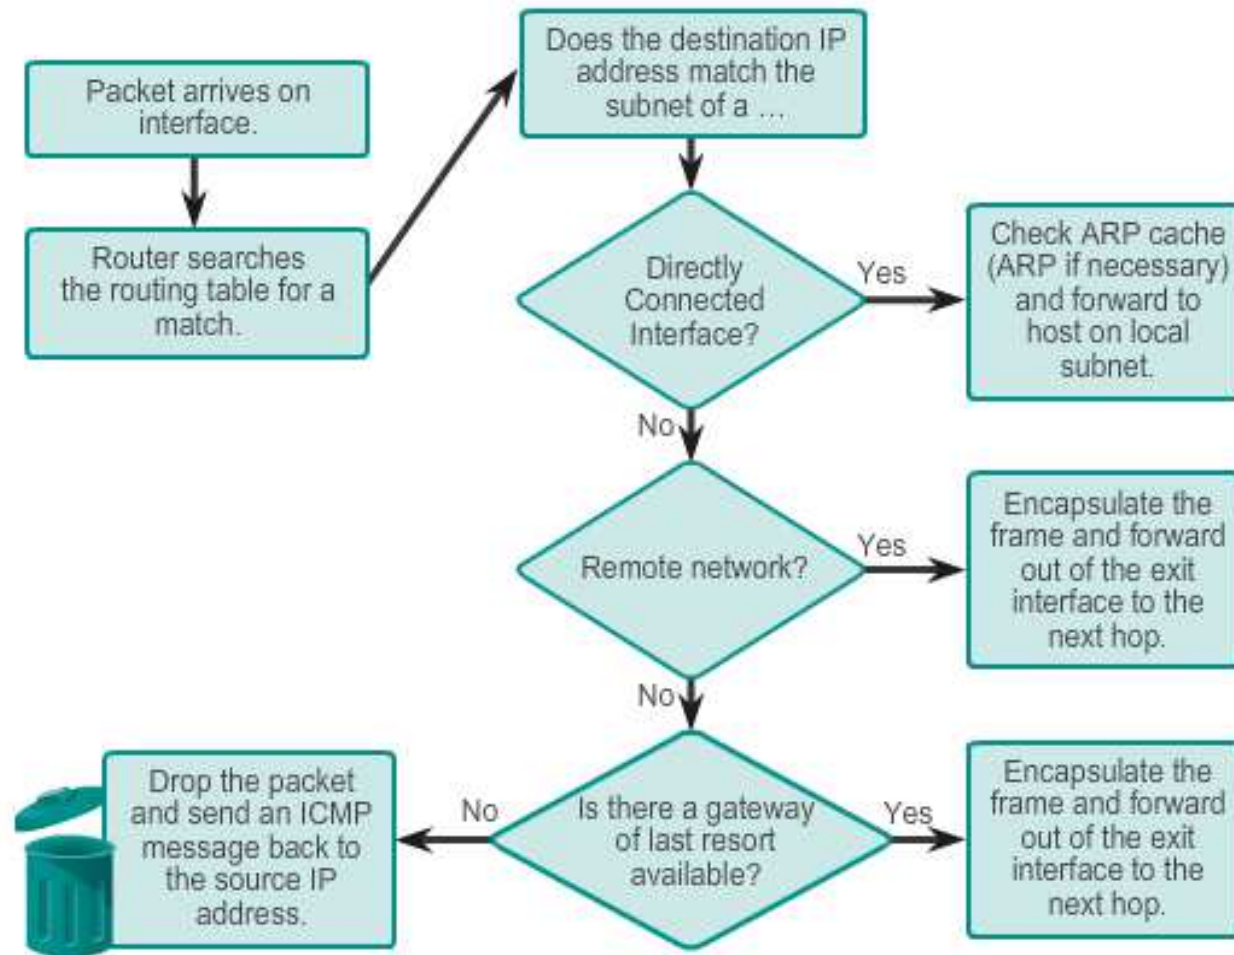 Packet arrives on
interface.
Router searches
the routing table for a
match.
Does the destination IP
address match the
subnet of a …
Directly
Connected
Interface?
Yes
Check ARP cache
(ARP if necessary)
and forward to
host on local
subnet.
No
Remote network?
Yes
Encapsulate the
frame and forward
out of the exit
interface to the
next hop.
No
Is there a gateway
of last resort
available?
Yes
Encapsulate the
frame and forward
out of the exit
interface to the
next hop.
No
Drop the packet
and send an ICMP
message back to
the source IP
address.